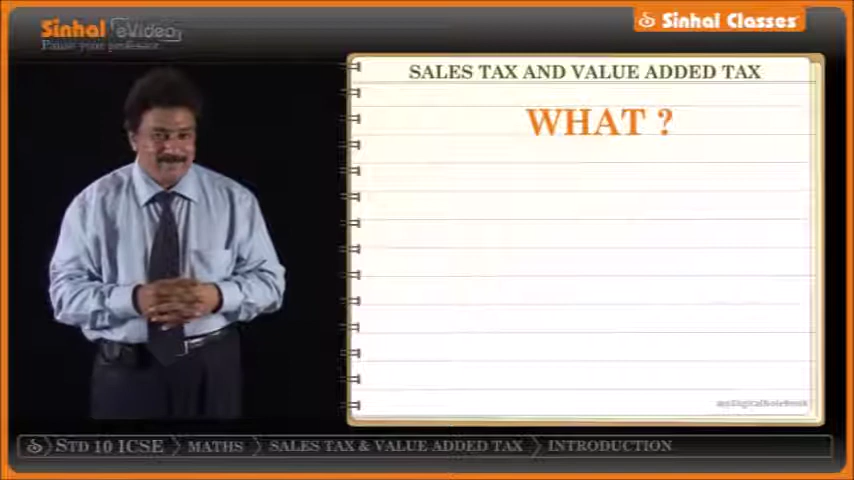 Sinhal eVideo
Pause your professor...
Sinhal Classes
SALES TAX AND VALUE ADDED TAX
WHAT ?
myDigitalNoteBook
STD 10 ICSE
MATHS
SALES TAX & VALUE ADDED TAX
INTRODUCTION